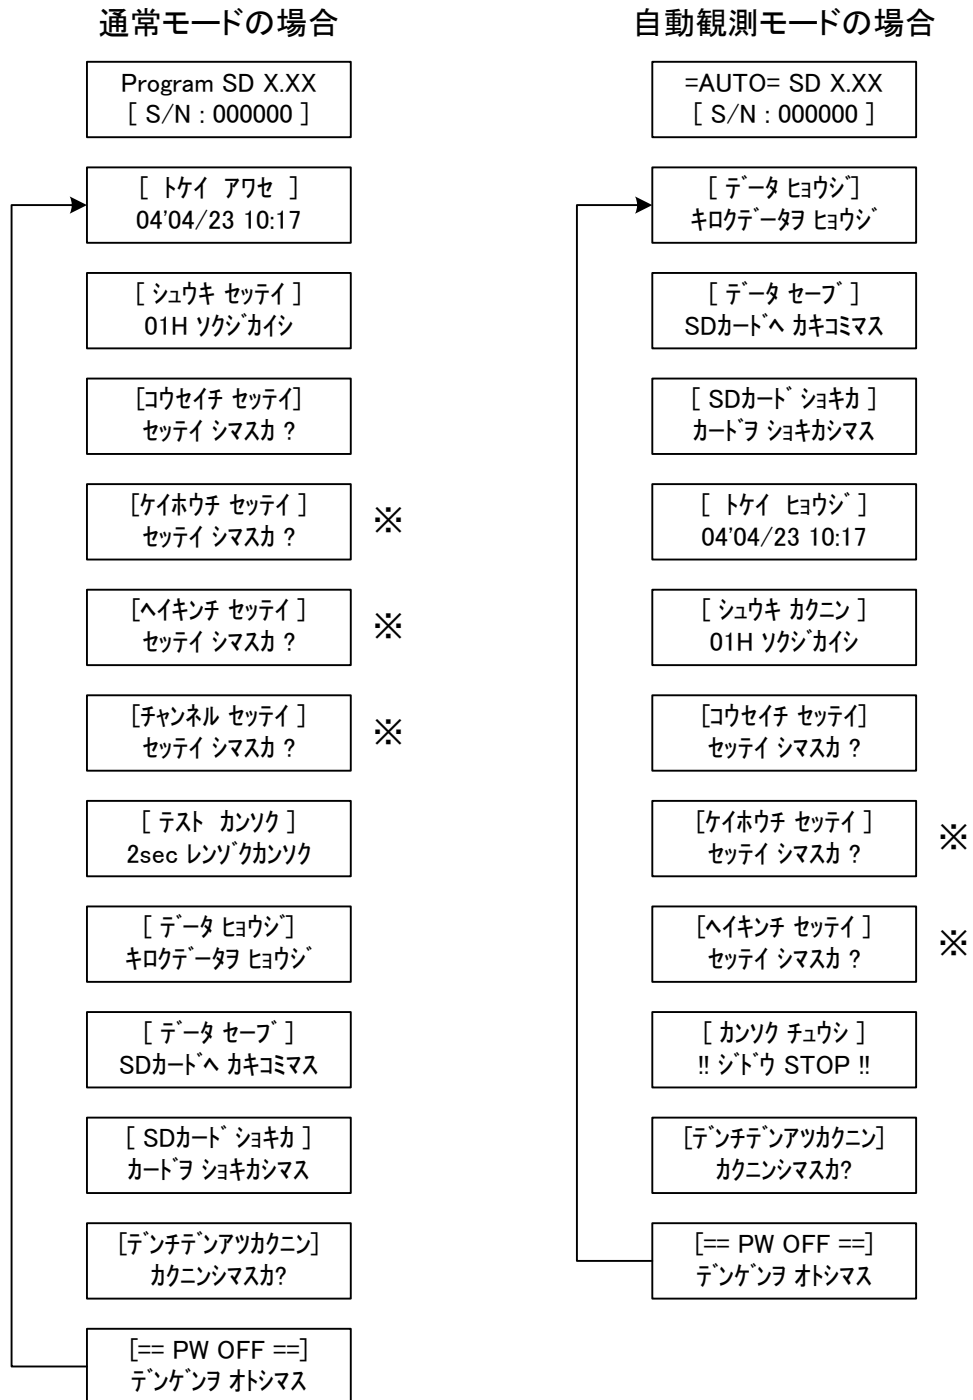 通常モードの場合
Program SD X.XX
[ S/N : 000000 ]
[ ﾄｹｲ ｱﾜｾ ]
04'04/23 10:17
[ ｼｭｳｷ ｾｯﾃｲ ]
01H ｿｸｼﾞｶｲｼ
[ｺｳｾｲﾁ ｾｯﾃｲ]
ｾｯﾃｲ ｼﾏｽｶ ?
[ｹｲﾎｳﾁ ｾｯﾃｲ ]
ｾｯﾃｲ ｼﾏｽｶ ?
※
[ﾍｲｷﾝﾁ ｾｯﾃｲ ]
ｾｯﾃｲ ｼﾏｽｶ ?
※
[ﾁｬﾝﾈﾙ ｾｯﾃｲ ]
ｾｯﾃｲ ｼﾏｽｶ ?
※
[ ﾃｽﾄ ｶﾝｿｸ ]
2sec ﾚﾝｿﾞｸｶﾝｿｸ
[ ﾃﾞｰﾀ ﾋｮｳｼﾞ]
ｷﾛｸﾃﾞｰﾀｦ ﾋｮｳｼﾞ
[ ﾃﾞｰﾀ ｾｰﾌﾞ ]
SDｶｰﾄﾞﾍ ｶｷｺﾐﾏｽ
[ SDｶｰﾄﾞ ｼｮｷｶ ]
ｶｰﾄﾞｦ ｼｮｷｶｼﾏｽ
[ﾃﾞﾝﾁﾃﾞﾝｱﾂｶｸﾆﾝ]
ｶｸﾆﾝｼﾏｽｶ?
[== PW OFF ==]
ﾃﾞﾝｹﾞﾝｦ ｵﾄｼﾏｽ
自動観測モードの場合
=AUTO= SD X.XX
[ S/N : 000000 ]
[ ﾃﾞｰﾀ ﾋｮｳｼﾞ]
ｷﾛｸﾃﾞｰﾀｦ ﾋｮｳｼﾞ
[ ﾃﾞｰﾀ ｾｰﾌﾞ ]
SDｶｰﾄﾞﾍ ｶｷｺﾐﾏｽ
[ SDｶｰﾄﾞ ｼｮｷｶ ]
ｶｰﾄﾞｦ ｼｮｷｶｼﾏｽ
[ ﾄｹｲ ﾋｮｳｼﾞ ]
04'04/23 10:17
[ ｼｭｳｷ ｶｸﾆﾝ ]
01H ｿｸｼﾞｶｲｼ
[ｺｳｾｲﾁ ｾｯﾃｲ]
ｾｯﾃｲ ｼﾏｽｶ ?
[ｹｲﾎｳﾁ ｾｯﾃｲ ]
ｾｯﾃｲ ｼﾏｽｶ ?
※
[ﾍｲｷﾝﾁ ｾｯﾃｲ ]
ｾｯﾃｲ ｼﾏｽｶ ?
※
[ ｶﾝｿｸ ﾁｭｳｼ ]
!! ｼﾞﾄﾞｳ STOP !!
[ﾃﾞﾝﾁﾃﾞﾝｱﾂｶｸﾆﾝ]
ｶｸﾆﾝｼﾏｽｶ?
[== PW OFF ==]
ﾃﾞﾝｹﾞﾝｦ ｵﾄｼﾏｽ